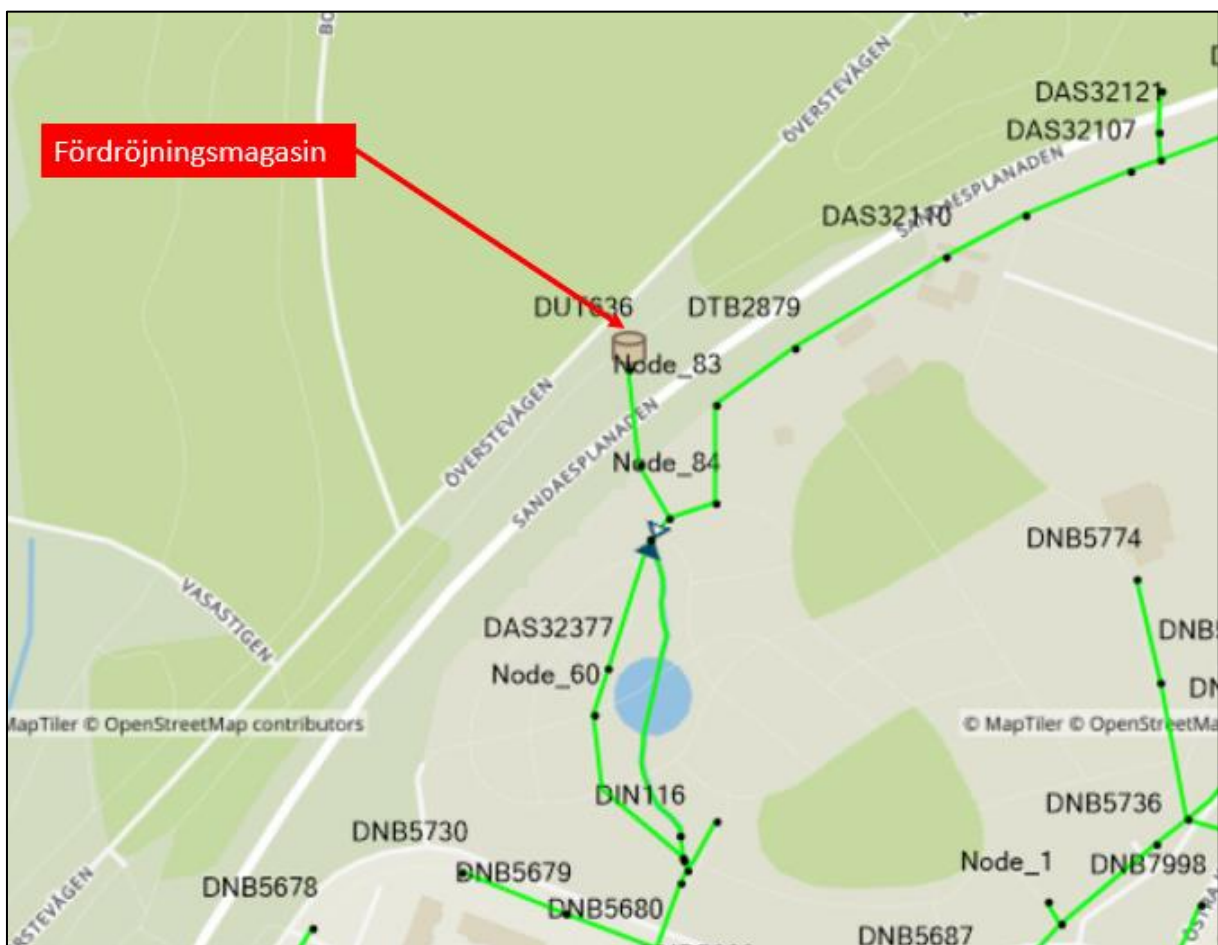 ÖVERSTEVÄGEN
DAS32121
DAS32107
Fördröjningsmagasin
SANDAESPLANADEN
DAS32110
DUT636
DTB2879
Node_83
ÖVERSTEVÄGEN
SANDAESPLANADEN
Node_84
DNB5774
VASASTIGEN
DAS32377
Node_60
MapTiler © OpenStreetMap contributors
© MapTiler © OpenStreetMa
DIN116
DNB5736
DNB5730
DNB5679
Node_1
DNB7998
DNB5678
DNB5680
DNB5687